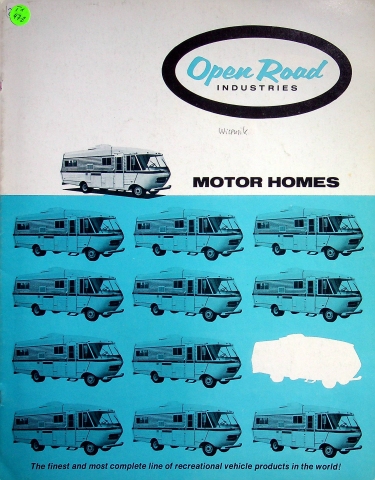 Open Road
INDUSTRIES
MOTOR HOMES
The finest and most complete line of recreational vehicle products in the world!